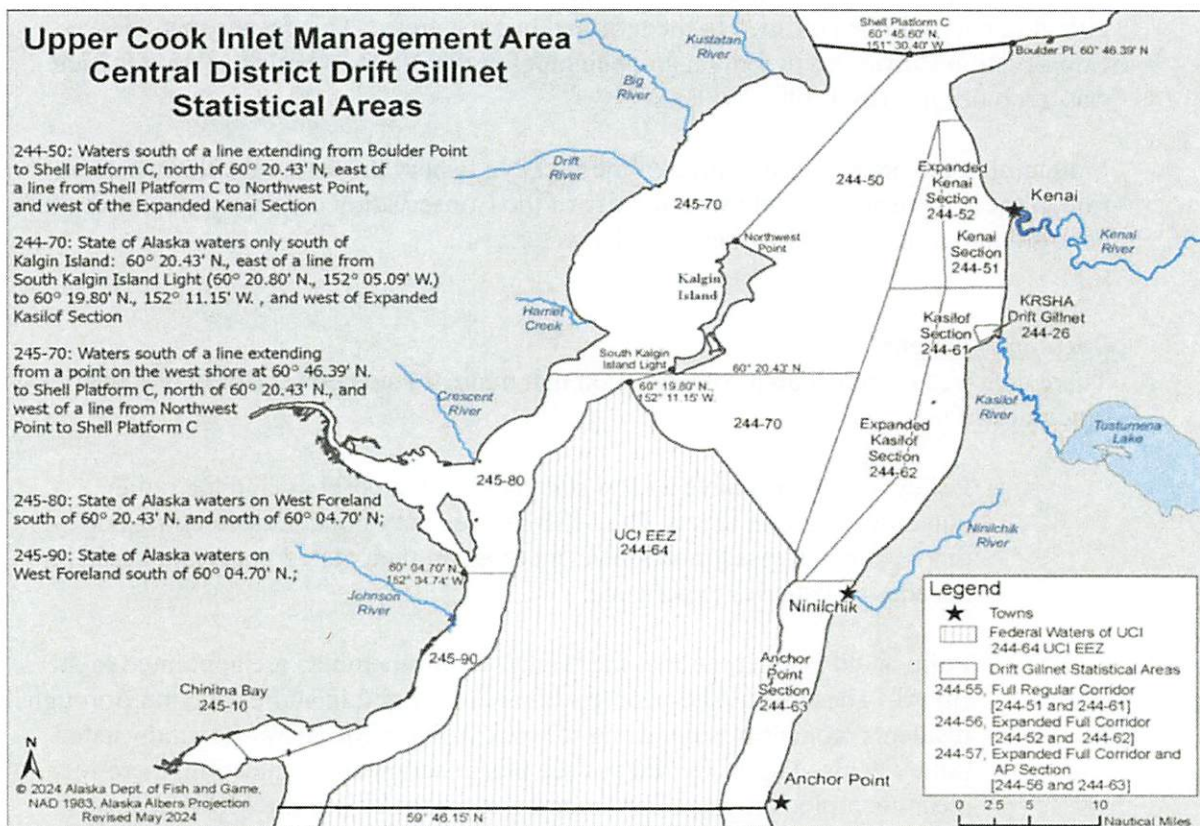 Upper Cook Inlet Management Area
Central District Drift Gillnet
Statistical Areas
244-50: Waters south of a line extending from Boulder Point
to Shell Platform C, north of 60° 20.43' N, east of
a line from Shell Platform C to Northwest Point,
and west of the Expanded Kenai Section
244-70: State of Alaska waters only south of
Kalgin Island: 60° 20.43' N., east of a line from
South Kalgin Island Light (60° 20.80' N., 152° 05.09' W.)
to 60° 19.80' N., 152° 11.15' W. , and west of Expanded
Kasilof Section
245-70: Waters south of a line extending
from a point on the west shore at 60° 46.39' N.
to Shell Platform C, north of 60° 20.43' N., and
west of a line from Northwest
Point to Shell Platform C
245-80: State of Alaska waters on West Foreland
south of 60° 20.43' N. and north of 60° 04.70' N;
245-90: State of Alaska waters on
West Foreland south of 60° 04.70' N.;
Shell Platform C
60° 45.60' N.
151° 30.40' W.
Boulder Pt. 60° 46.39' N
Kustatan
River
Big
River
Drift
River
245-70
244-50
Expanded
Kenai
Section
244-52
Kenai
Kenai
River
Kenai
Section
244-51
Northwest
Point
Kalgin
Island
Harriet
Creek
KRSHA
Drift Gillnet
244-26
Kasilof
Section
244-61
South Kalgin
Island Light
60° 20.43' N.
60° 19.80' N.,
152° 11.15' W.
Crescent
River
Kasilof
River
Tustumena
Lake
244-70
Expanded
Kasilof
Section
244-62
245-80
UCI EEZ
244-64
Ninilchik
River
60° 04.70' N.,
152° 34.74' W.
Johnson
River
Ninilchik
245-90
Anchor
Point
Section
244-63
Chinitna Bay
245-10
Anchor Point
59° 46.15' N
N
© 2024 Alaska Dept. of Fish and Game.
NAD 1983, Alaska Albers Projection
Revised May 2024
Legend
Towns
Federal Waters of UCI
244-64 UCI EEZ
Drift Gillnet Statistical Areas
244-55, Full Regular Corridor
[244-51 and 244-61]
244-56, Expanded Full Corridor
[244-52 and 244-62]
244-57, Expanded Full Corridor and
AP Section
[244-56 and 244-63]
0 2.5 5 10
Nautical Miles